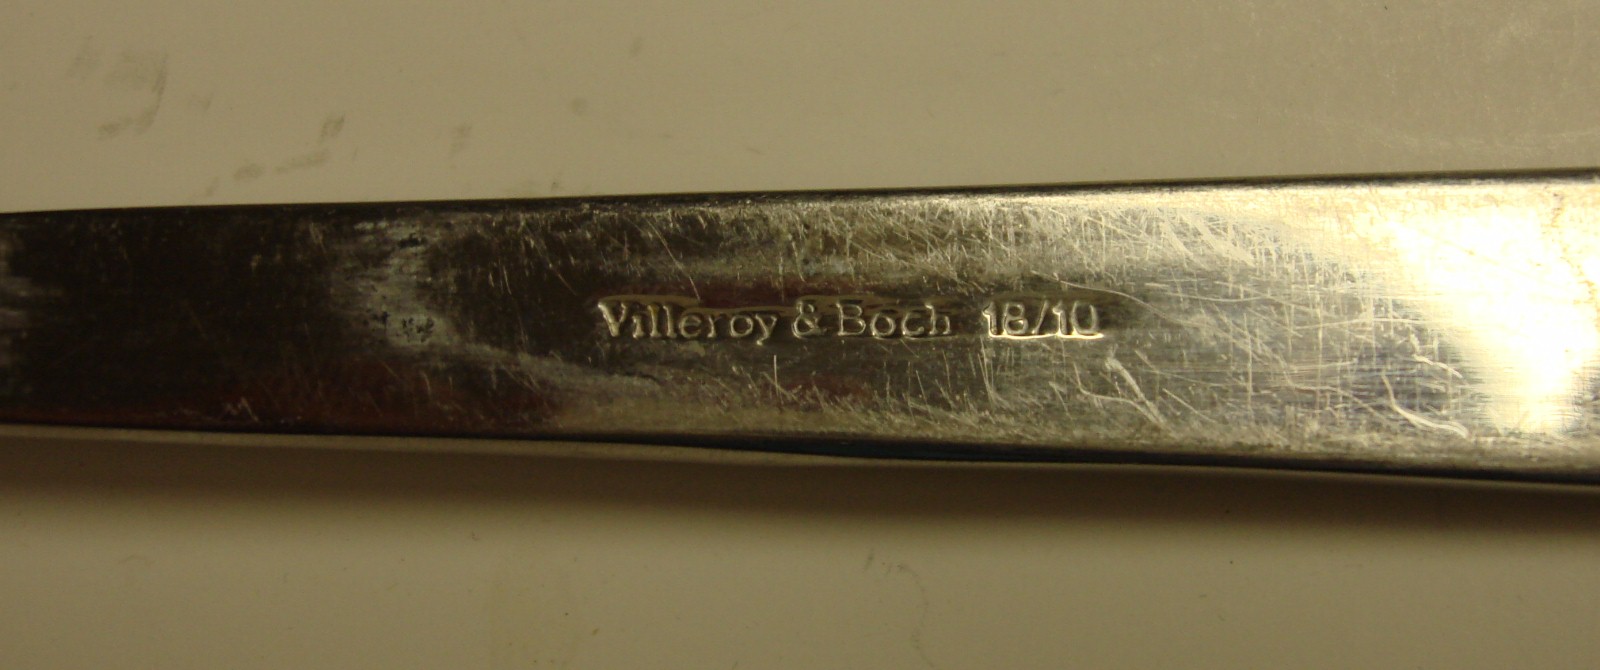 Villeroy & Boch 18/10